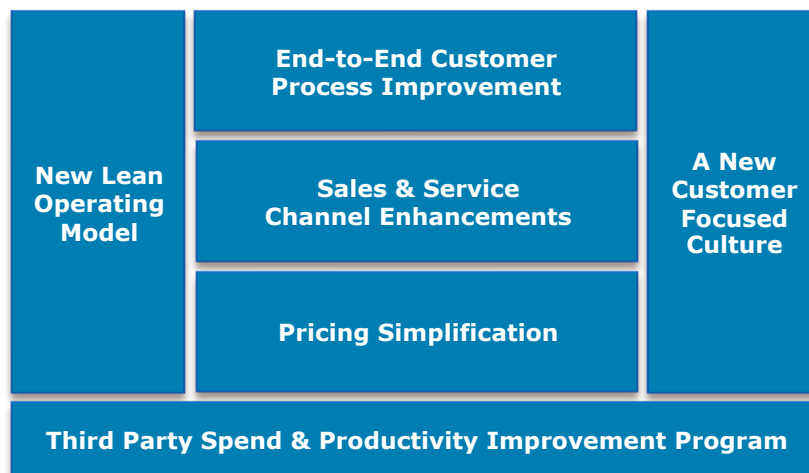 New Lean
Operating
Model
End-to-End Customer
Process Improvement
Sales & Service
Channel Enhancements
Pricing Simplification
A New
Customer
Focused
Culture
Third Party Spend & Productivity Improvement Program